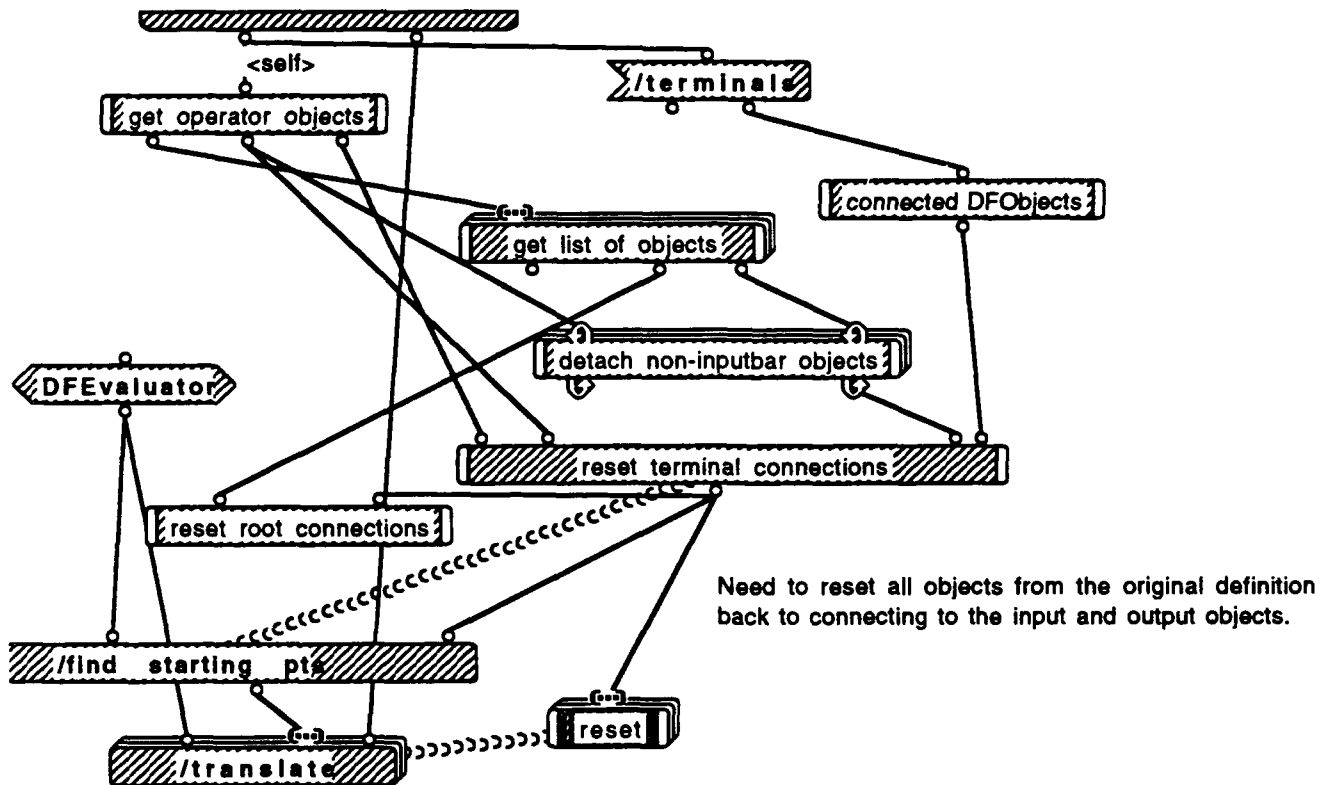 <self>
/terminals
get operator objects
connected DFObjects
get list of objects
detach non-inputbar objects
DFEvaluator
reset terminal connections
reset root connections
Need to reset all objects from the original definition
back to connecting to the input and output objects.
/find starting pts
reset
/translate